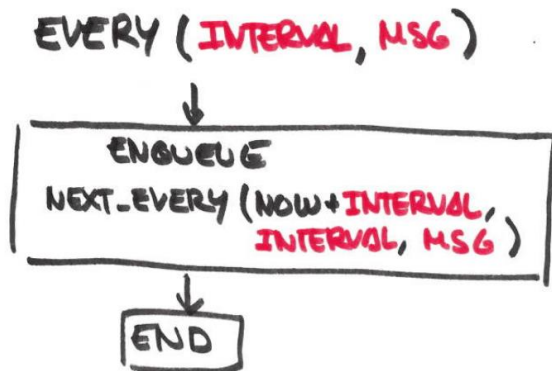 EVERY (INTERVAL, MSG)
ENQUEUE
NEXT_EVERY (NOW+INTERVAL,
INTERVAL, MSG)
END